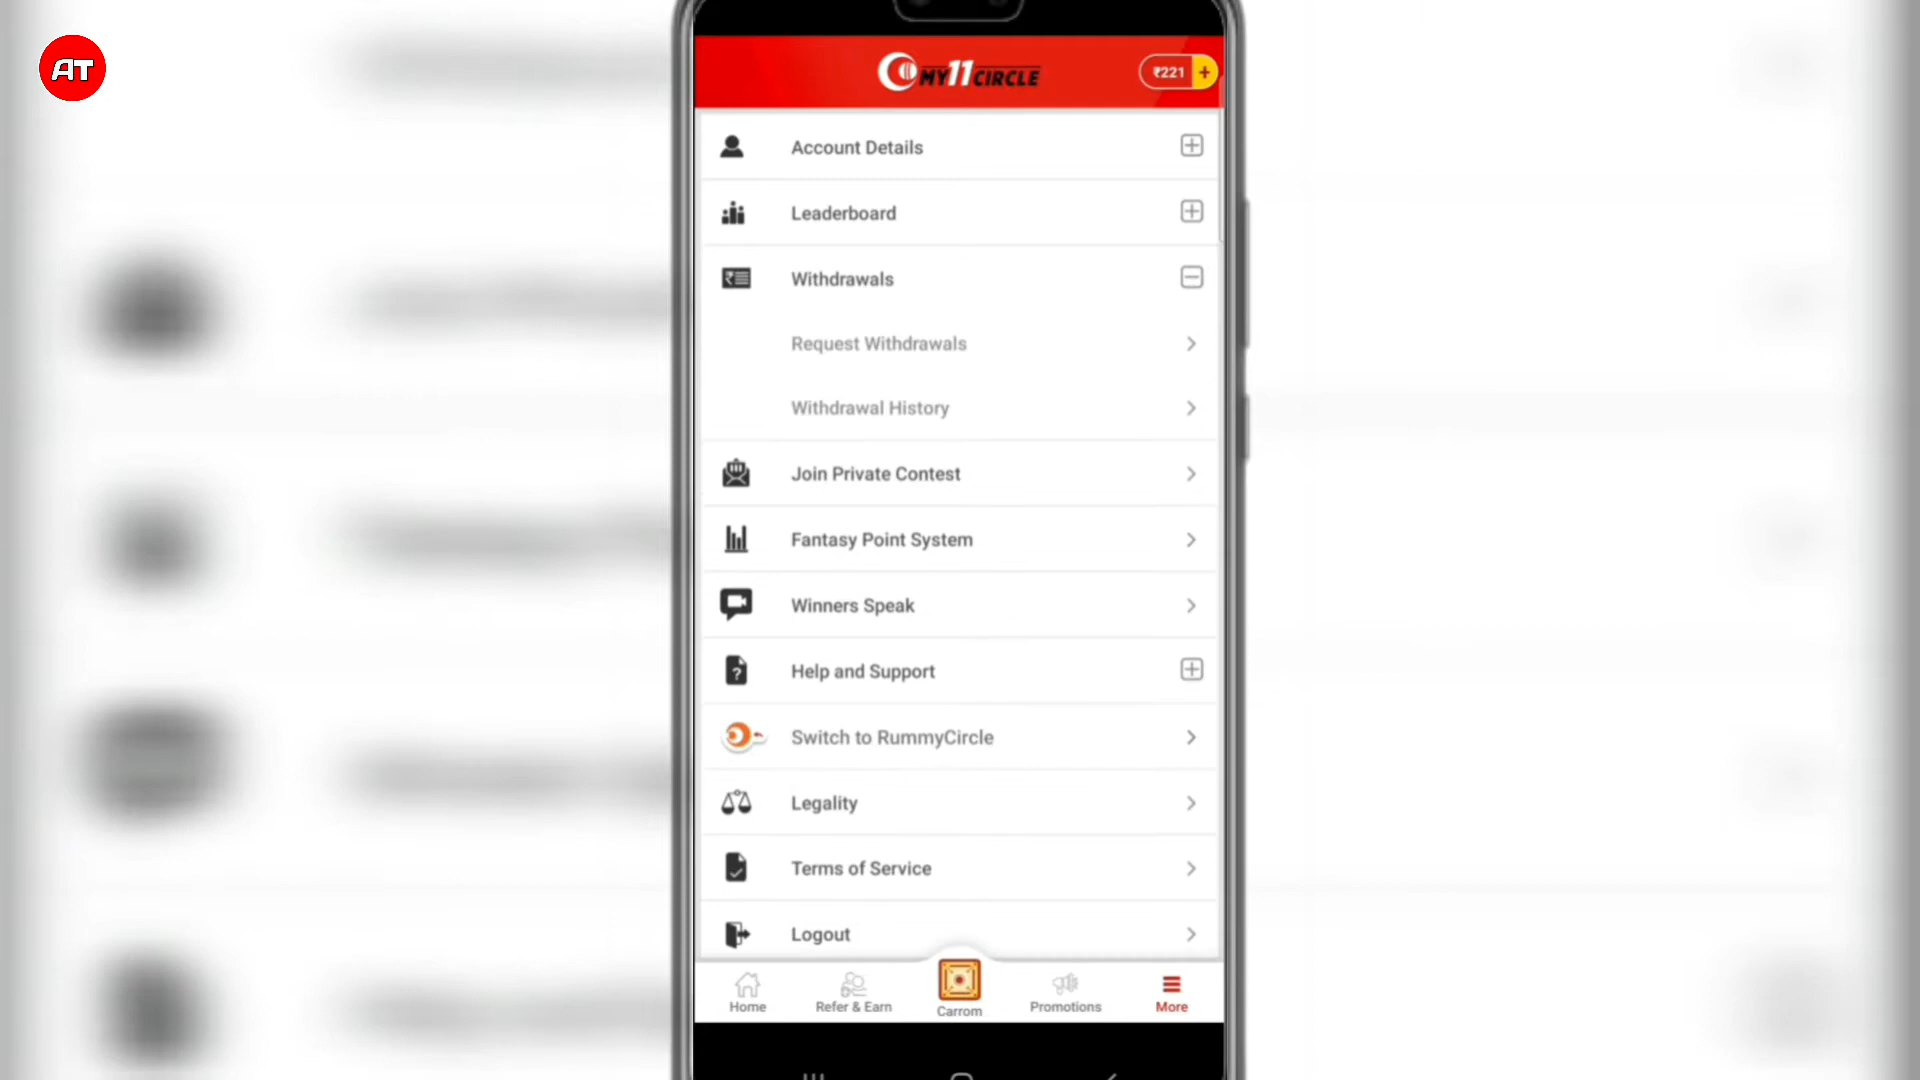 AT
MY11CIRCLE
₹221 +
Account Details
Leaderboard
Withdrawals
Request Withdrawals
Withdrawal History
Join Private Contest
Fantasy Point System
Winners Speak
Help and Support
Switch to RummyCircle
Legality
Terms of Service
Logout
Home
Refer & Earn
Carrom
Promotions
More